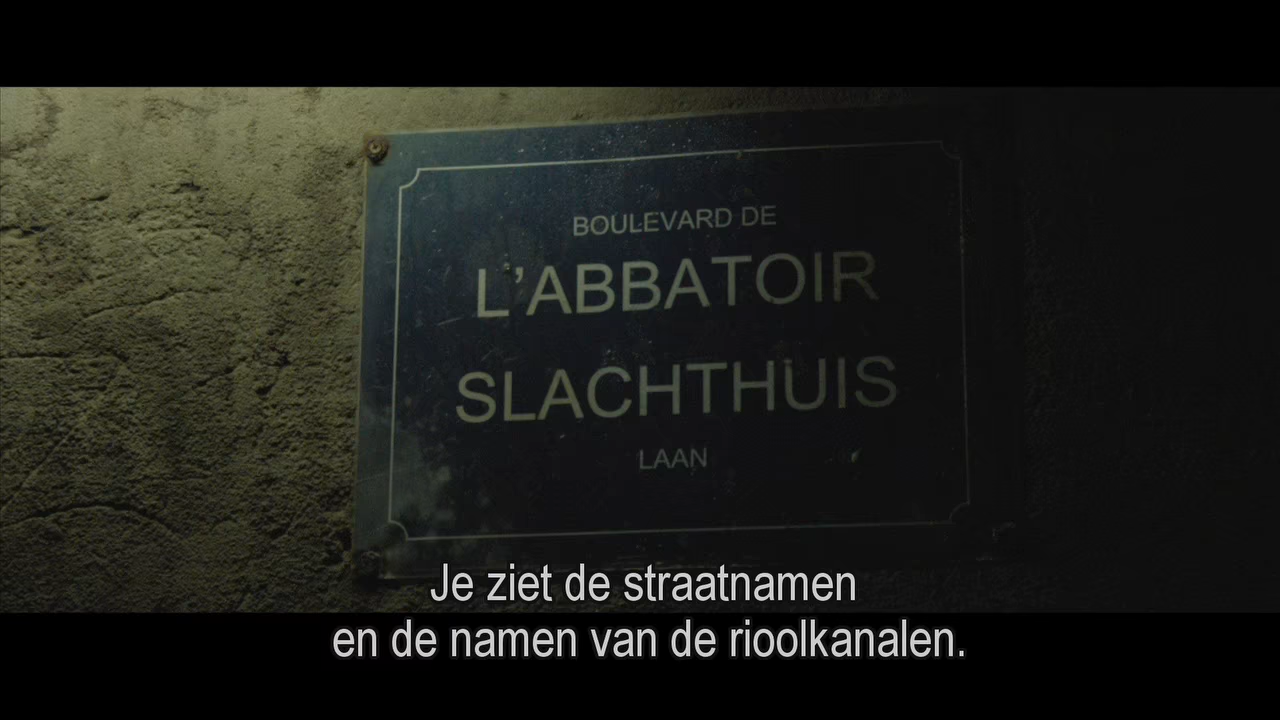 BOULEVARD DE
L'ABBATOIR
SLACHTHUIS
LAAN
Je ziet de straatnamen
en de namen van de rioolkanalen.